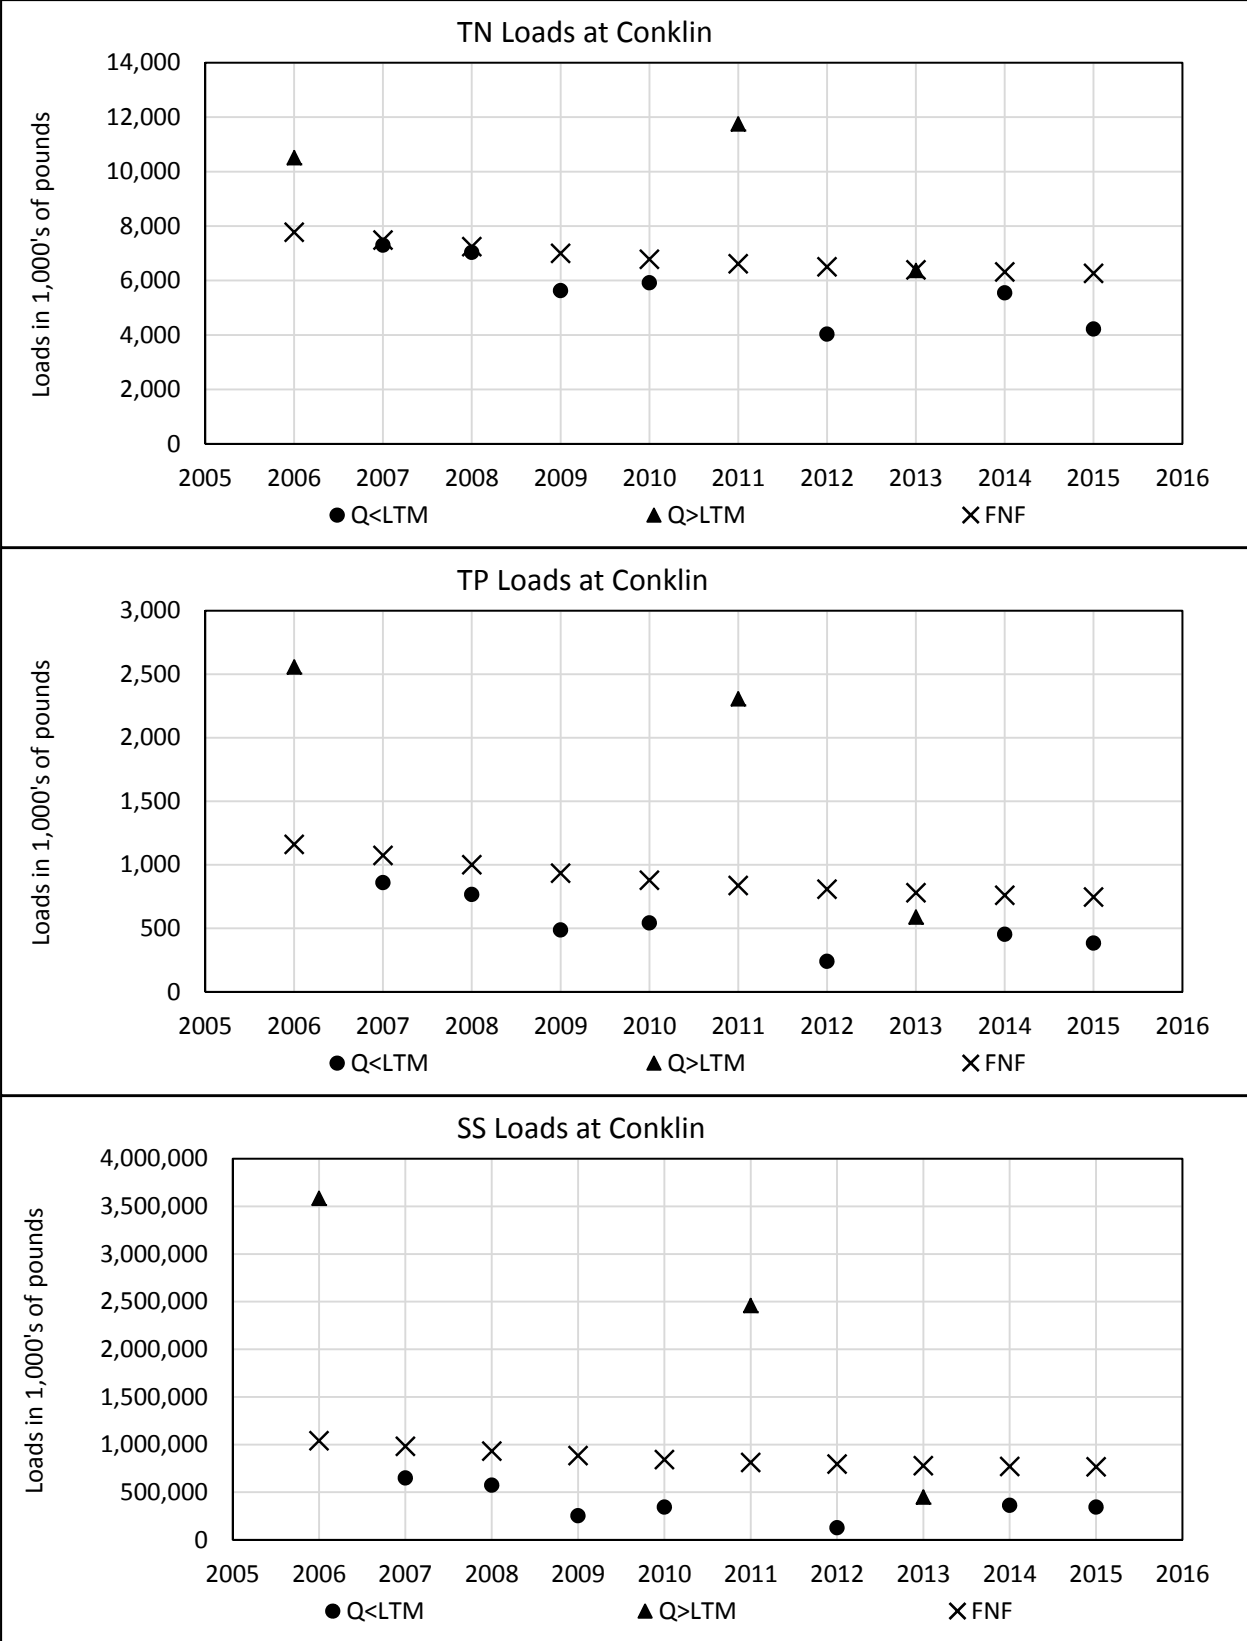 TN Loads at Conklin
Loads in 1,000's of pounds
14,000
12,000
10,000
8,000
6,000
4,000
2,000
0
2005 2006 2007 2008 2009 2010 2011 2012 2013 2014 2015 2016
Q<LTM Q>LTM FNF
TP Loads at Conklin
Loads in 1,000's of pounds
3,000
2,500
2,000
1,500
1,000
500
0
2005 2006 2007 2008 2009 2010 2011 2012 2013 2014 2015 2016
Q<LTM Q>LTM FNF
SS Loads at Conklin
Loads in 1,000's of pounds
4,000,000
3,500,000
3,000,000
2,500,000
2,000,000
1,500,000
1,000,000
500,000
0
2005 2006 2007 2008 2009 2010 2011 2012 2013 2014 2015 2016
Q<LTM Q>LTM FNF